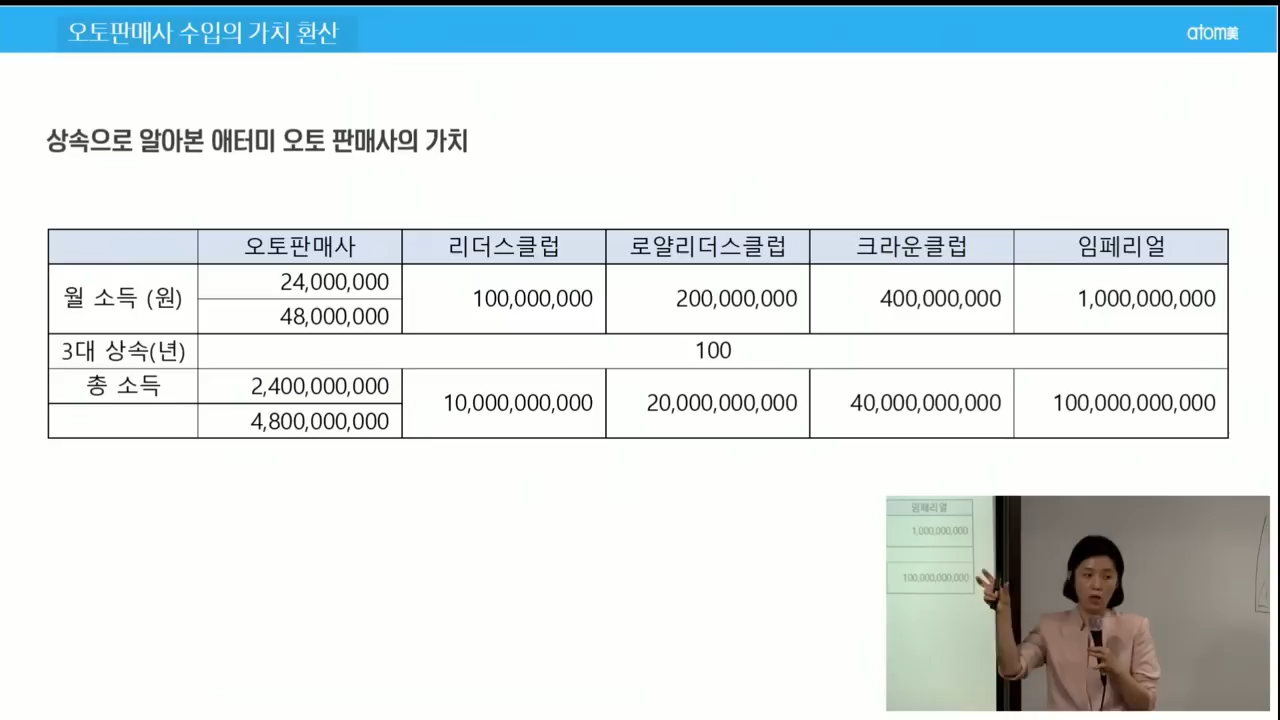 오토판매사 수입의 가치 환산
atom美
상속으로 알아본 애터미 오토 판매사의 가치
오토판매사 리더스클럽 로얄리더스클럽 크라운클럽 임페리얼
월 소득 (원) 24,000,000 100,000,000 200,000,000 400,000,000 1,000,000,000
48,000,000
3대 상속(년) 100
총 소득 2,400,000,000 10,000,000,000 20,000,000,000 40,000,000,000 100,000,000,000
4,800,000,000
임페리얼
1,000,000,000
100,000,000,000